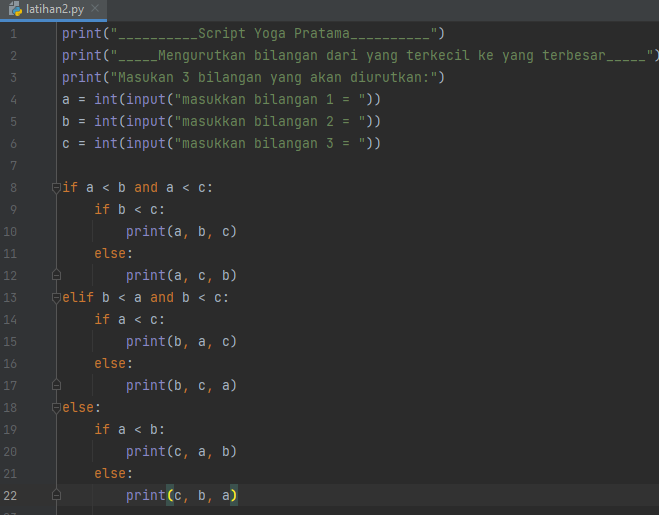 latihan2.py
1 print("__________Script Yoga Pratama__________")
2 print("_____Mengurutkan bilangan dari yang terkecil ke yang terbesar_____")
3 print("Masukan 3 bilangan yang akan diurutkan:")
4 a = int(input("masukkan bilangan 1 = "))
5 b = int(input("masukkan bilangan 2 = "))
6 c = int(input("masukkan bilangan 3 = "))
7
8 if a < b and a < c:
9     if b < c:
10         print(a, b, c)
11     else:
12         print(a, c, b)
13 elif b < a and b < c:
14     if a < c:
15         print(b, a, c)
16     else:
17         print(b, c, a)
18 else:
19     if a < b:
20         print(c, a, b)
21     else:
22         print(c, b, a)